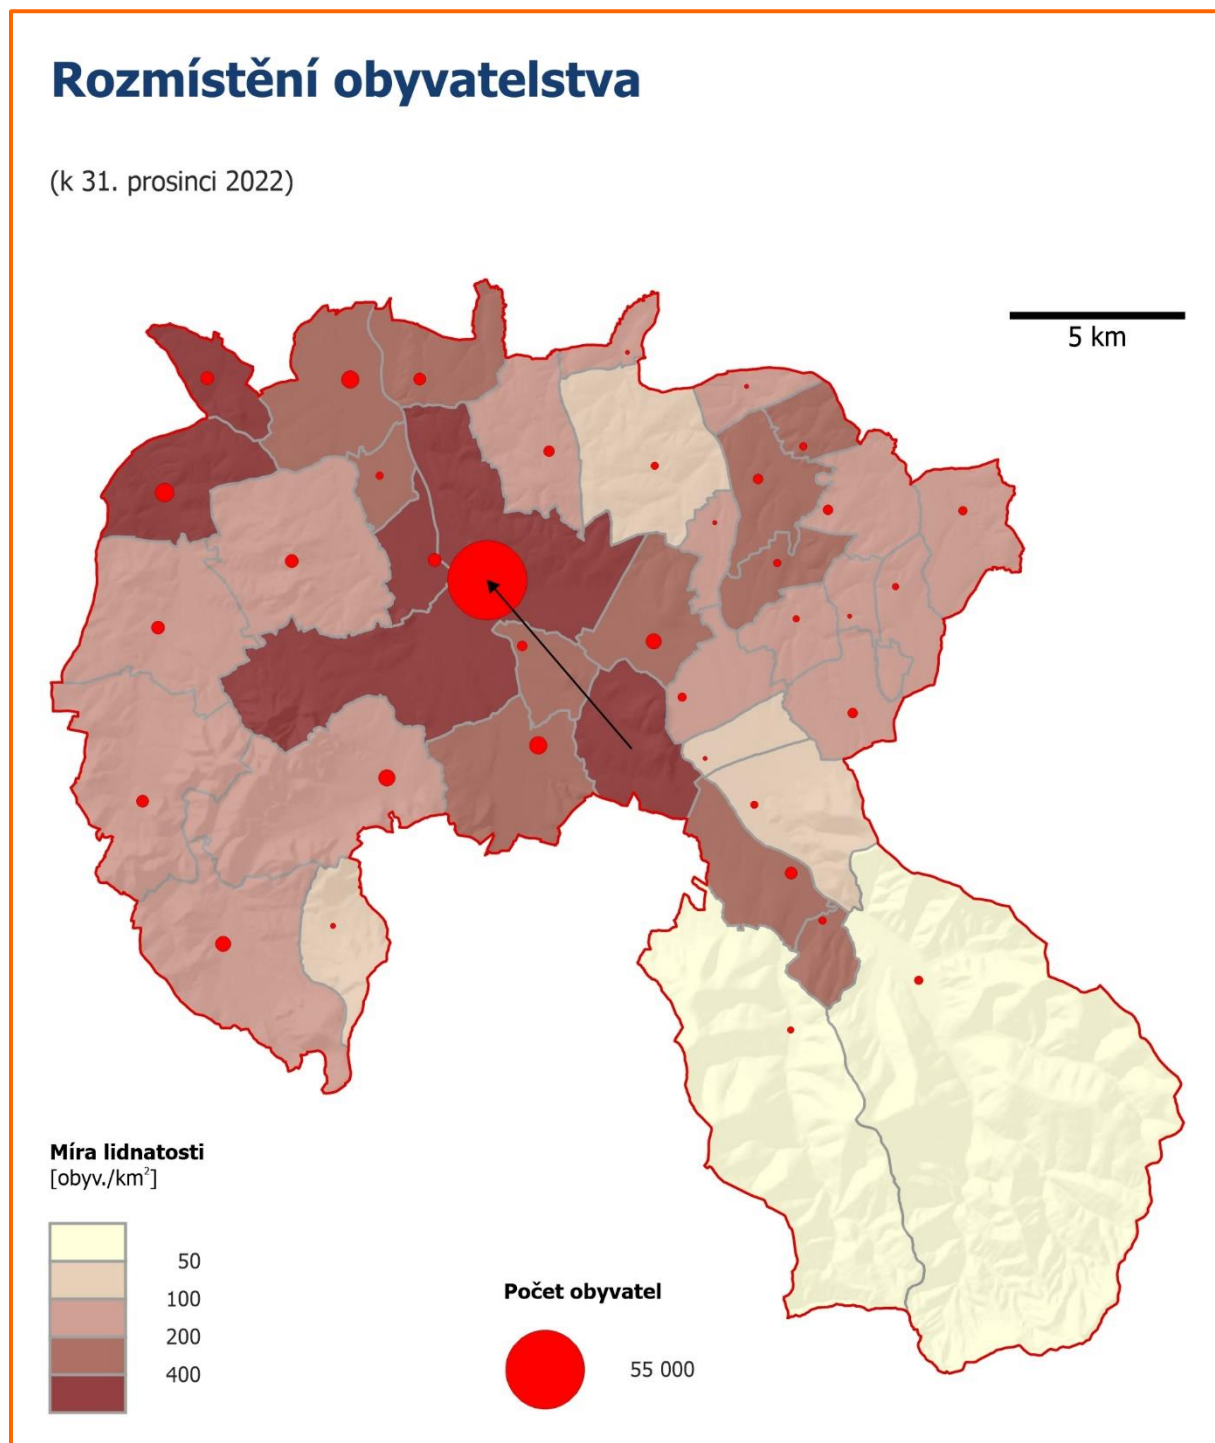 Rozmístění obyvatelstva
(k 31. prosinci 2022)
5 km
Míra lidnatosti
[obyv./km²]
50
100
200
400
Počet obyvatel
55 000